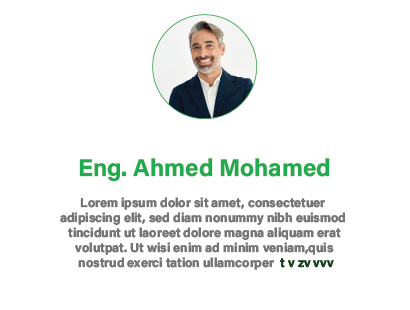 Eng. Ahmed Mohamed
Lorem ipsum dolor sit amet, consectetuer
adipiscing elit, sed diam nonummy nibh euismod
tincidunt ut laoreet dolore magna aliquam erat
volutpat. Ut wisi enim ad minim veniam,quis
nostrud exerci tation ullamcorper t v zv vvv